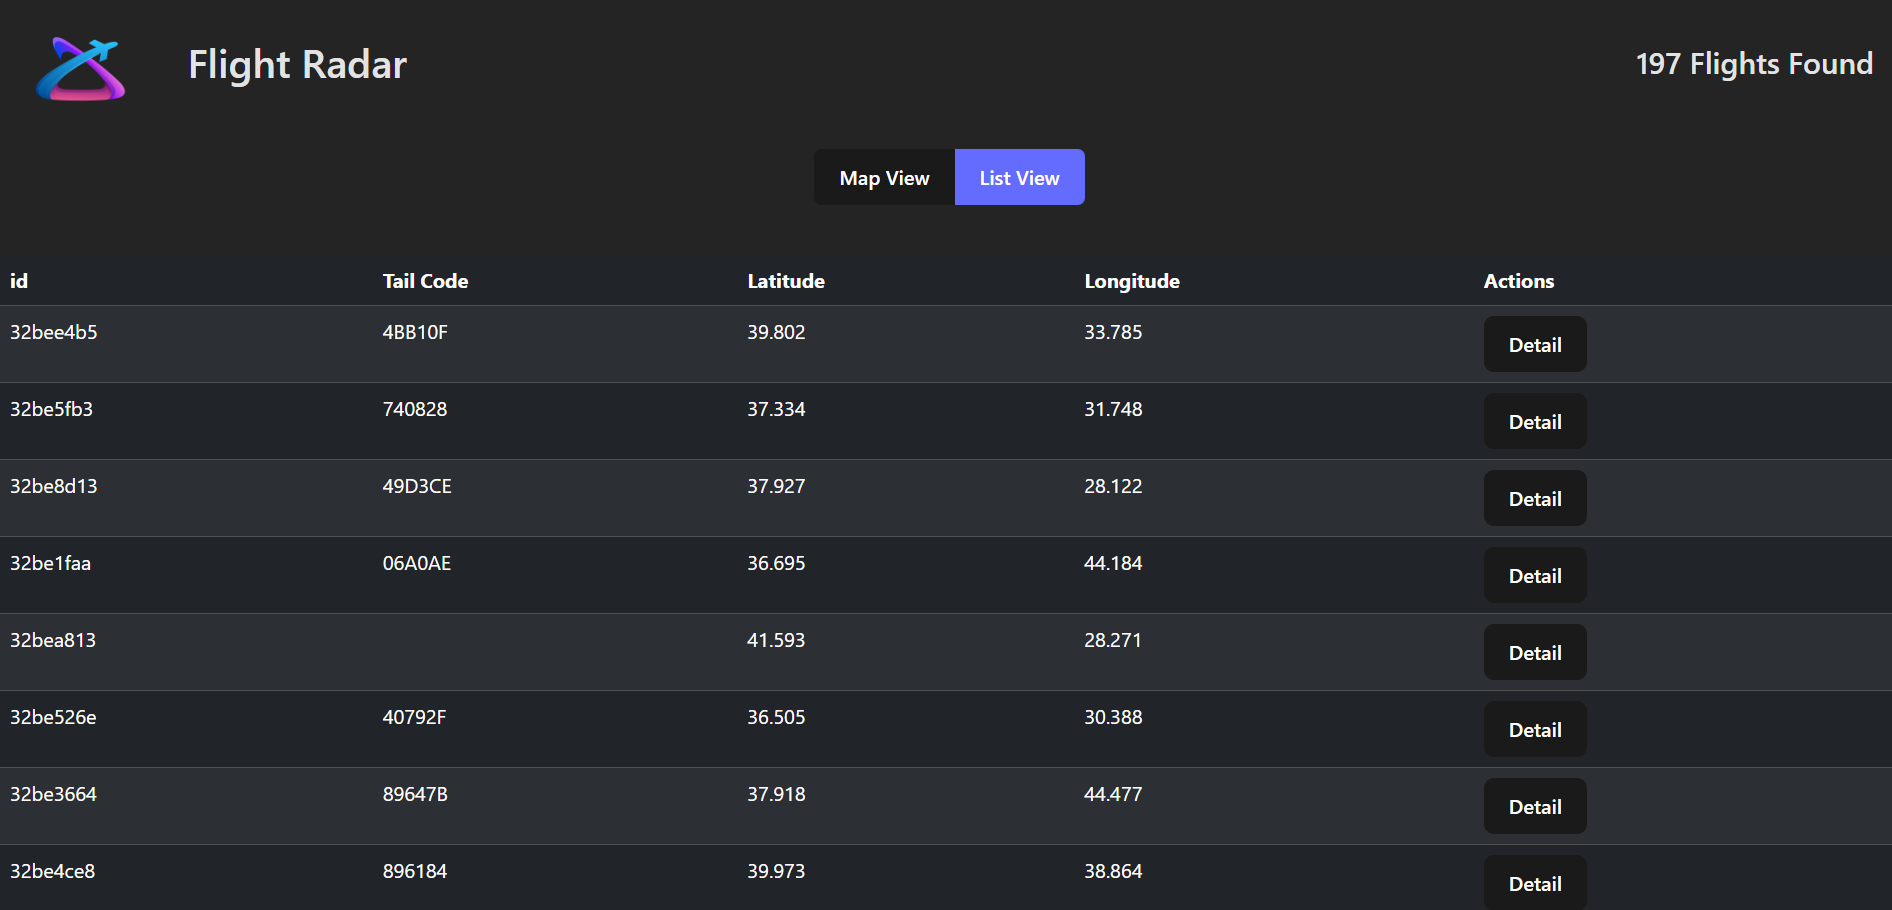 Flight Radar
197 Flights Found
Map View List View
id Tail Code Latitude Longitude Actions
32bee4b5 4BB10F 39.802 33.785 Detail
32be5fb3 740828 37.334 31.748 Detail
32be8d13 49D3CE 37.927 28.122 Detail
32be1faa 06A0AE 36.695 44.184 Detail
32bea813 41.593 28.271 Detail
32be526e 40792F 36.505 30.388 Detail
32be3664 89647B 37.918 44.477 Detail
32be4ce8 896184 39.973 38.864 Detail